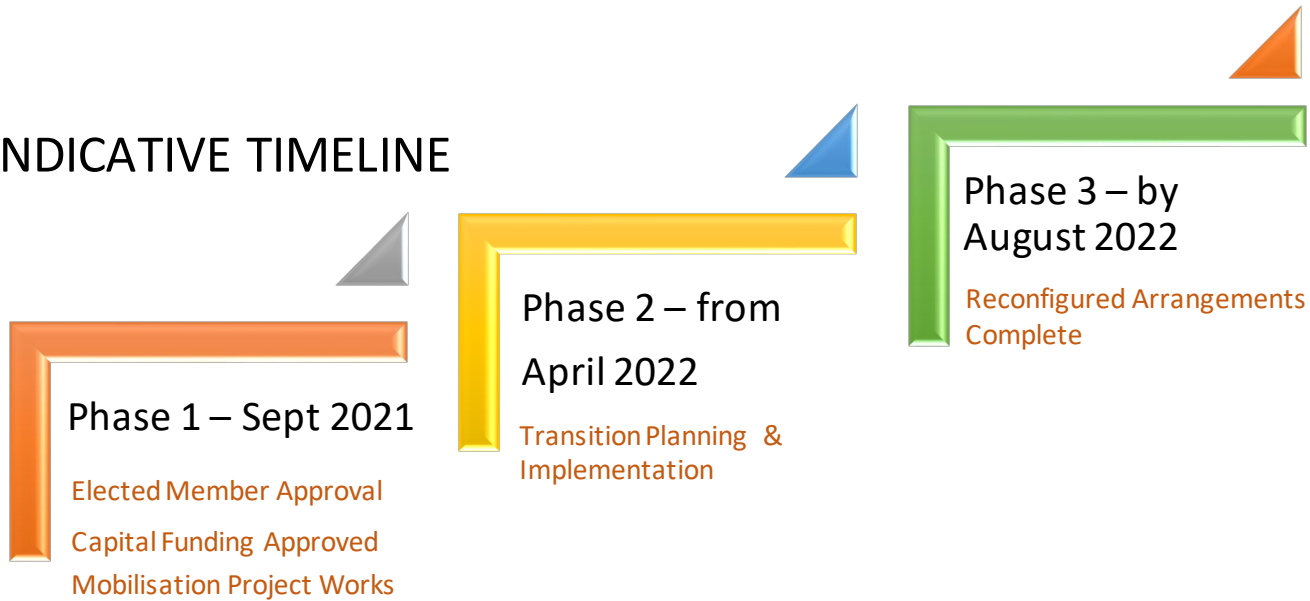 NDICATIVE TIMELINE
Phase 1 – Sept 2021
Elected Member Approval
Capital Funding Approved
Mobilisation Project Works
Phase 2 – from
April 2022
Transition Planning &
Implementation
Phase 3 – by
August 2022
Reconfigured Arrangements
Complete